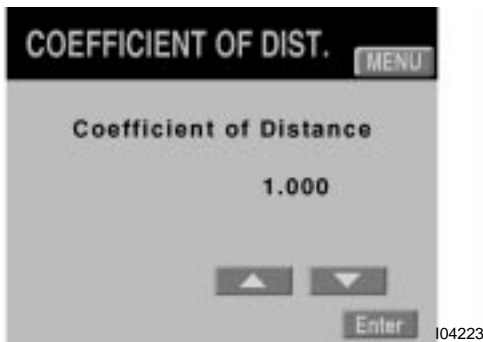 COEFFICIENT OF DIST.
MENU
Coefficient of Distance
1.000
Enter
I04223